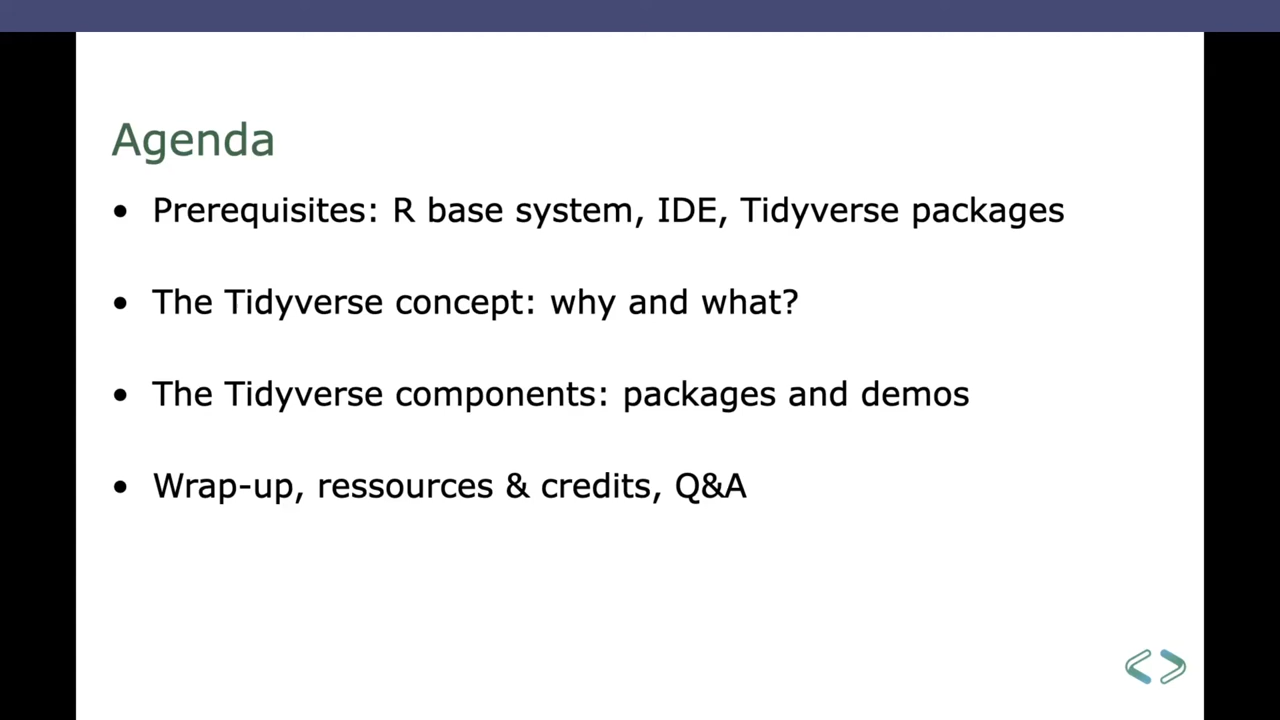 Agenda
• Prerequisites: R base system, IDE, Tidyverse packages
• The Tidyverse concept: why and what?
• The Tidyverse components: packages and demos
• Wrap-up, ressources & credits, Q&A